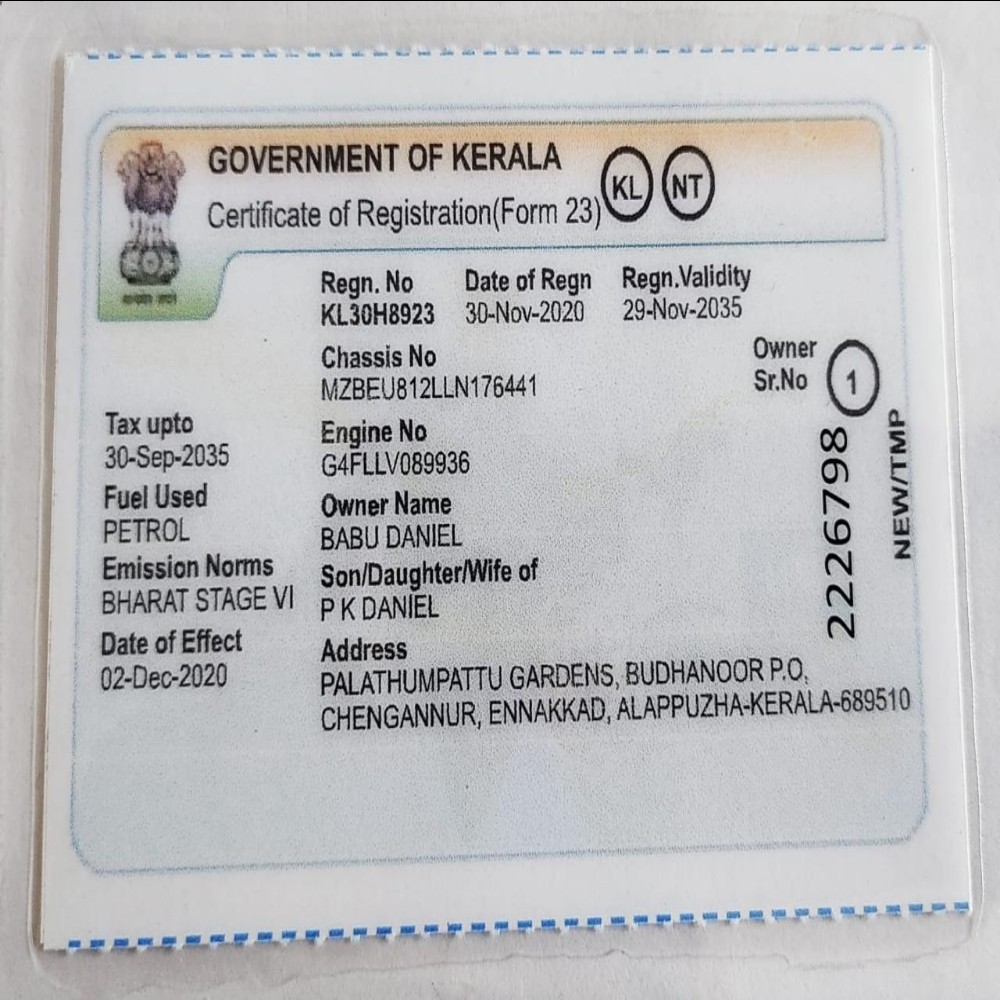 GOVERNMENT OF KERALA
Certificate of Registration(Form 23)
KL NT
Regn. No Date of Regn Regn.Validity
KL30H8923 30-Nov-2020 29-Nov-2035
Chassis No
MZBEU812LLN176441
Owner
Sr.No 1
Tax upto
30-Sep-2035
Engine No
G4FLLV089936
Fuel Used
PETROL
Owner Name
BABU DANIEL
Emission Norms
BHARAT STAGE VI
Son/Daughter/Wife of
P K DANIEL
Date of Effect
02-Dec-2020
Address
PALATHUMPATTU GARDENS, BUDHANOOR P.O,
CHENGANNUR, ENNAKKAD, ALAPPUZHA-KERALA-689510
2226798
NEW/TMP